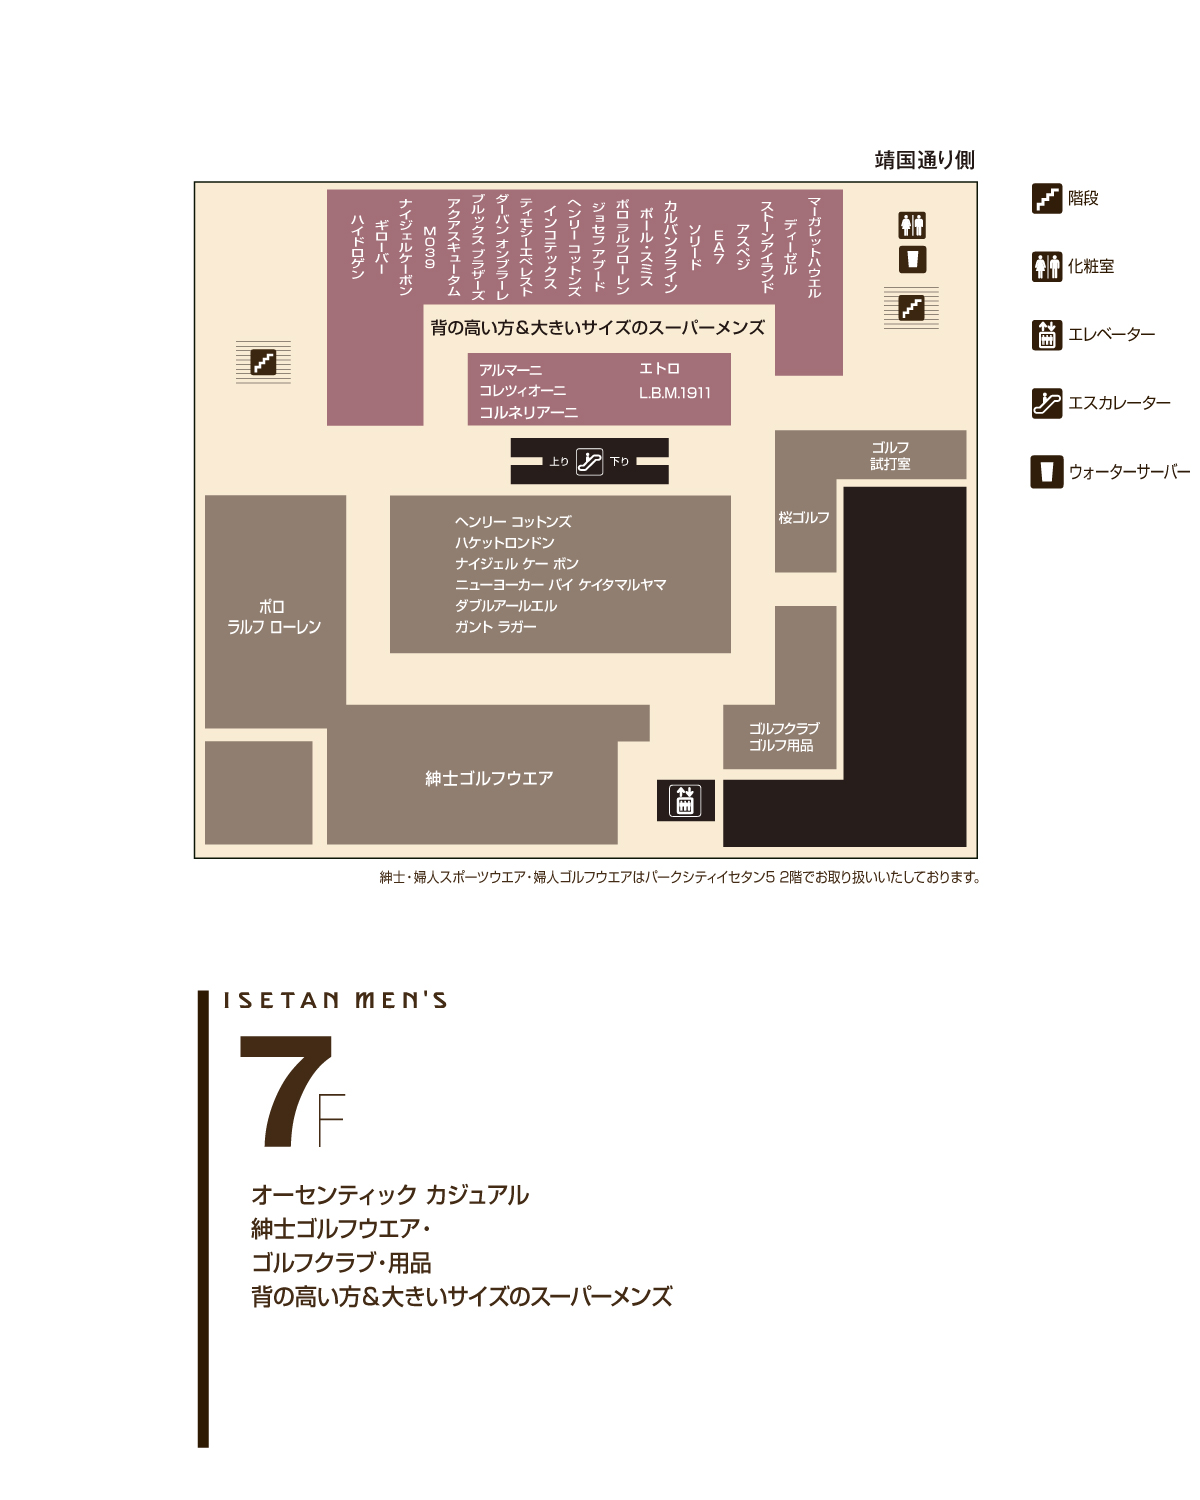 靖国通り側
ハイドロゲン
ギローバー
ナイジェルケーボン
MO39
アクアスキュータム
ブルックス ブラザーズ
ダーバン オンブラーレ
ティモシーエベレスト
インコテックス
ヘンリー コットンズ
ジョセフ アブード
ポロ ラルフローレン
ポール・スミス
カルバンクライン
ソリード
EA7
アスペジ
ストーンアイランド
ディーゼル
マーガレットハウエル
背の高い方&大きいサイズのスーパーメンズ
アルマーニ
コレツィオーニ
コルネリアーニ
エトロ
L.B.M.1911
上り
下り
ゴルフ
試打室
桜ゴルフ
ヘンリー コットンズ
ハケットロンドン
ナイジェル ケー ボン
ニューヨーカー バイ ケイタマルヤマ
ダブルアールエル
ガント ラガー
ポロ
ラルフ ローレン
ゴルフクラブ
ゴルフ用品
紳士ゴルフウエア
階段
化粧室
エレベーター
エスカレーター
ウォーターサーバー
紳士・婦人スポーツウエア・婦人ゴルフウエアはパークシティイセタン5 2階でお取り扱いいたしております。
ISETAN MEN'S
7F
オーセンティック カジュアル
紳士ゴルフウエア・
ゴルフクラブ・用品
背の高い方&大きいサイズのスーパーメンズ